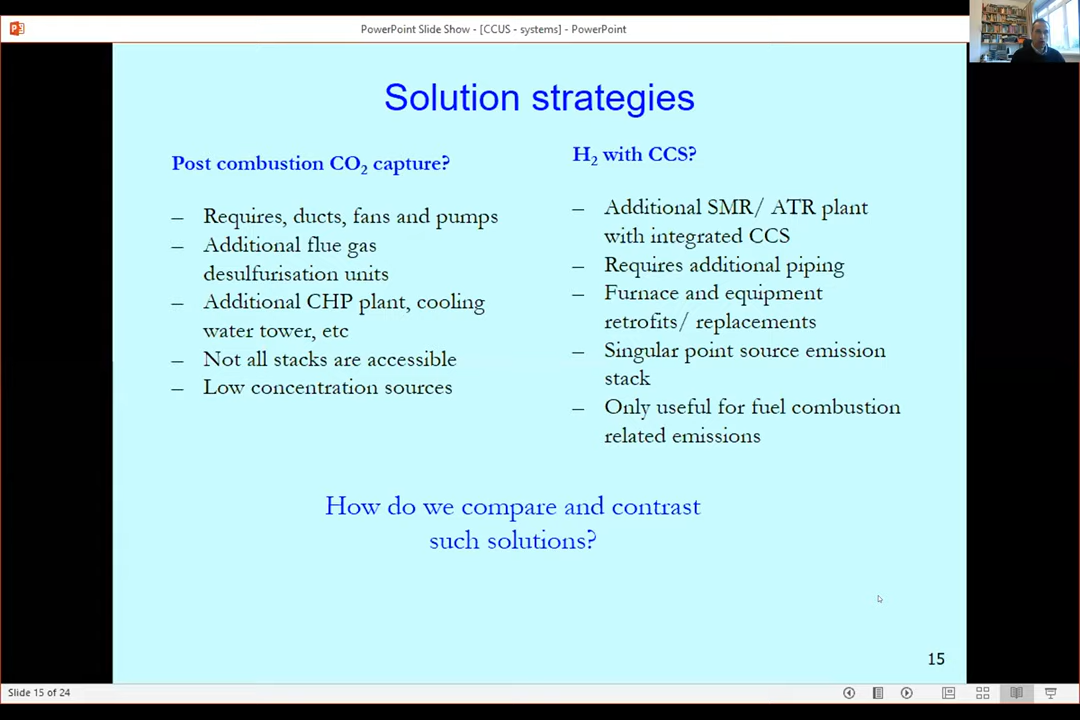 PowerPoint Slide Show - [CCUS - systems] - PowerPoint
Solution strategies
Post combustion CO₂ capture?
– Requires, ducts, fans and pumps
– Additional flue gas
desulfurisation units
– Additional CHP plant, cooling
water tower, etc
– Not all stacks are accessible
– Low concentration sources
H₂ with CCS?
– Additional SMR/ ATR plant
with integrated CCS
– Requires additional piping
– Furnace and equipment
retrofits/ replacements
– Singular point source emission
stack
– Only useful for fuel combustion
related emissions
How do we compare and contrast
such solutions?
15
Slide 15 of 24